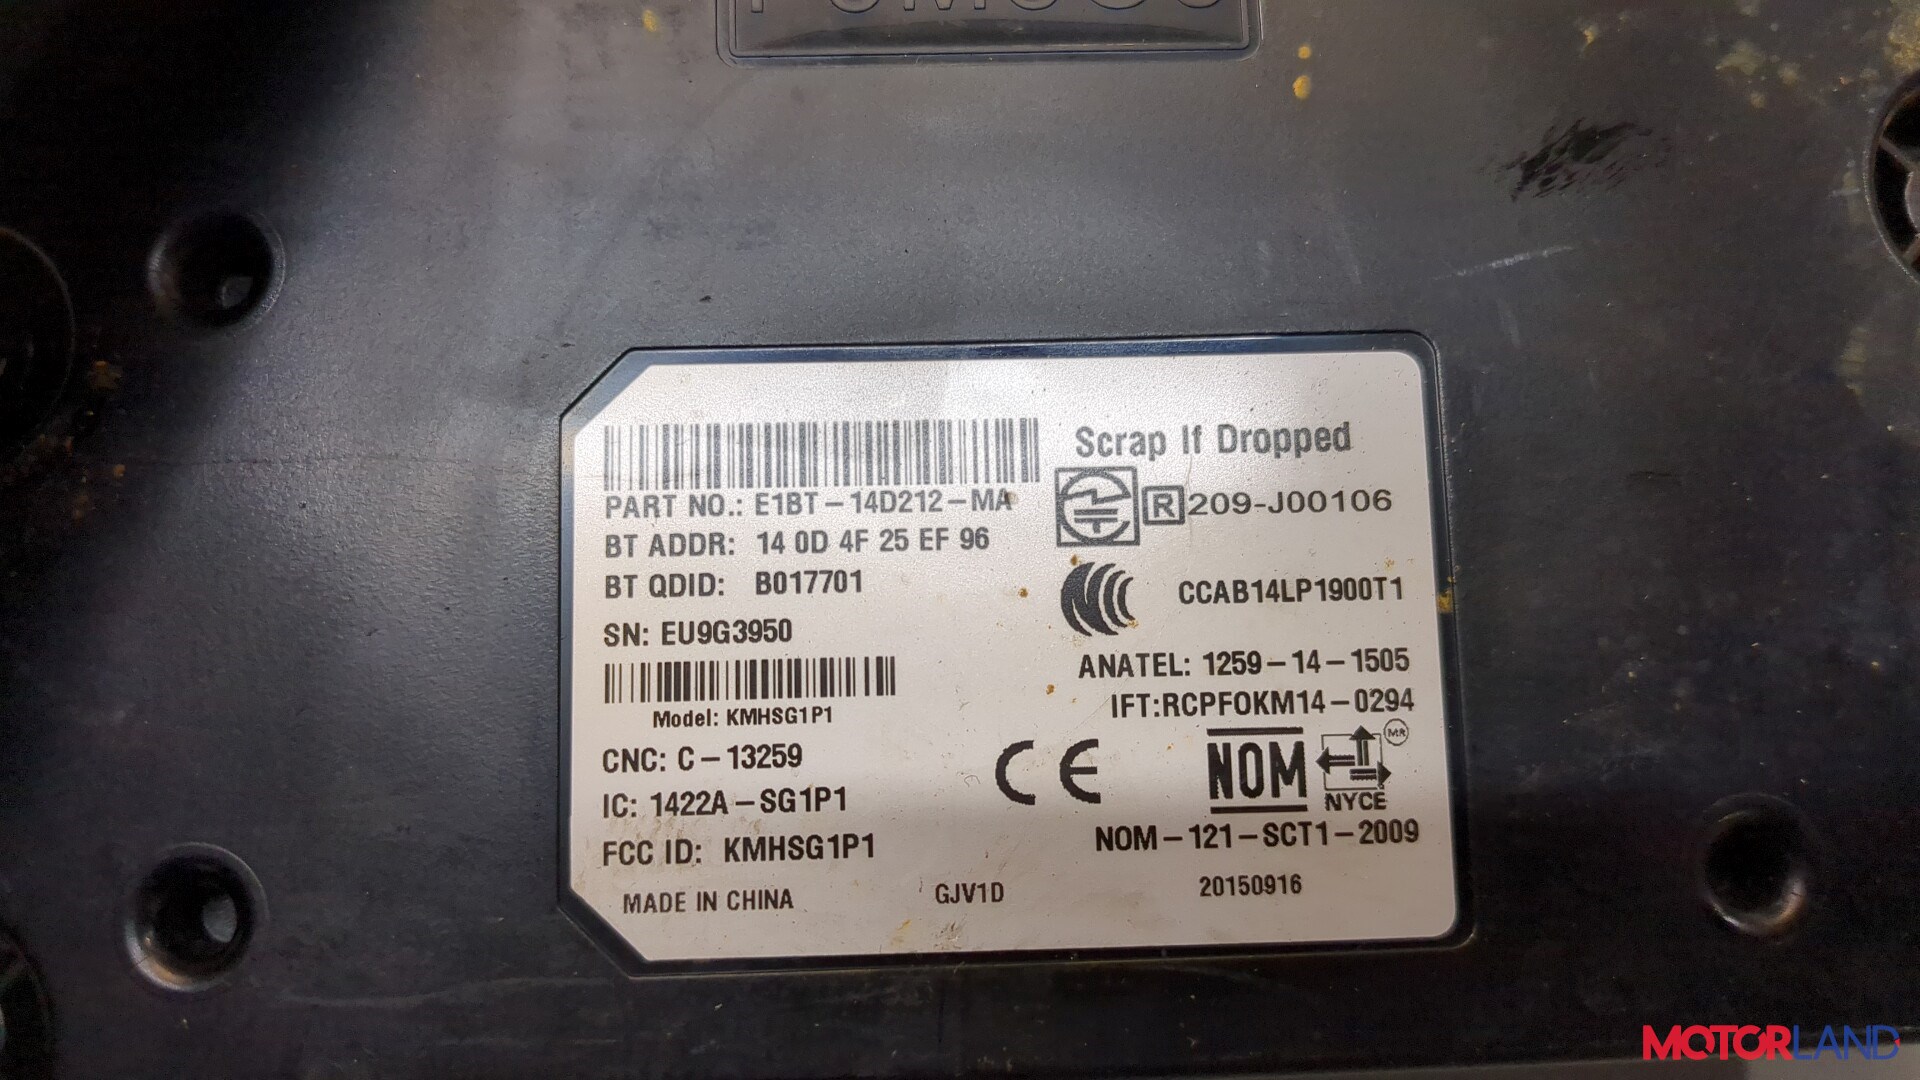 Scrap If Dropped
PART NO.: E1BT-14D212-MA
R 209-J00106
BT ADDR: 14 0D 4F 25 EF 96
BT QDID: B017701
CCAB14LP1900T1
SN: EU9G3950
ANATEL: 1259-14-1505
IFT:RCPFOKM14-0294
Model: KMHSG1P1
CNC: C-13259
CE
NOM
MR
NYCE
IC: 1422A-SG1P1
NOM-121-SCT1-2009
FCC ID: KMHSG1P1
MADE IN CHINA
GJV1D
20150916
MOTORLAND